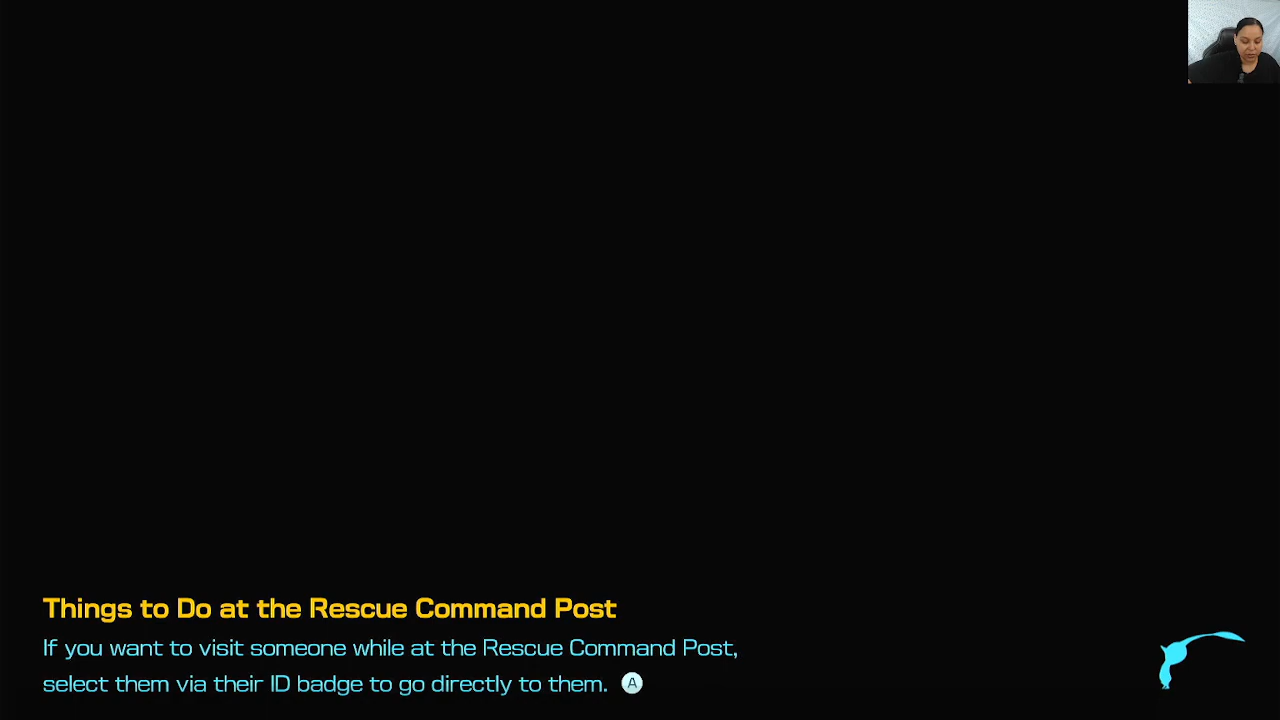 Things to Do at the Rescue Command Post
If you want to visit someone while at the Rescue Command Post,
select them via their ID badge to go directly to them. A